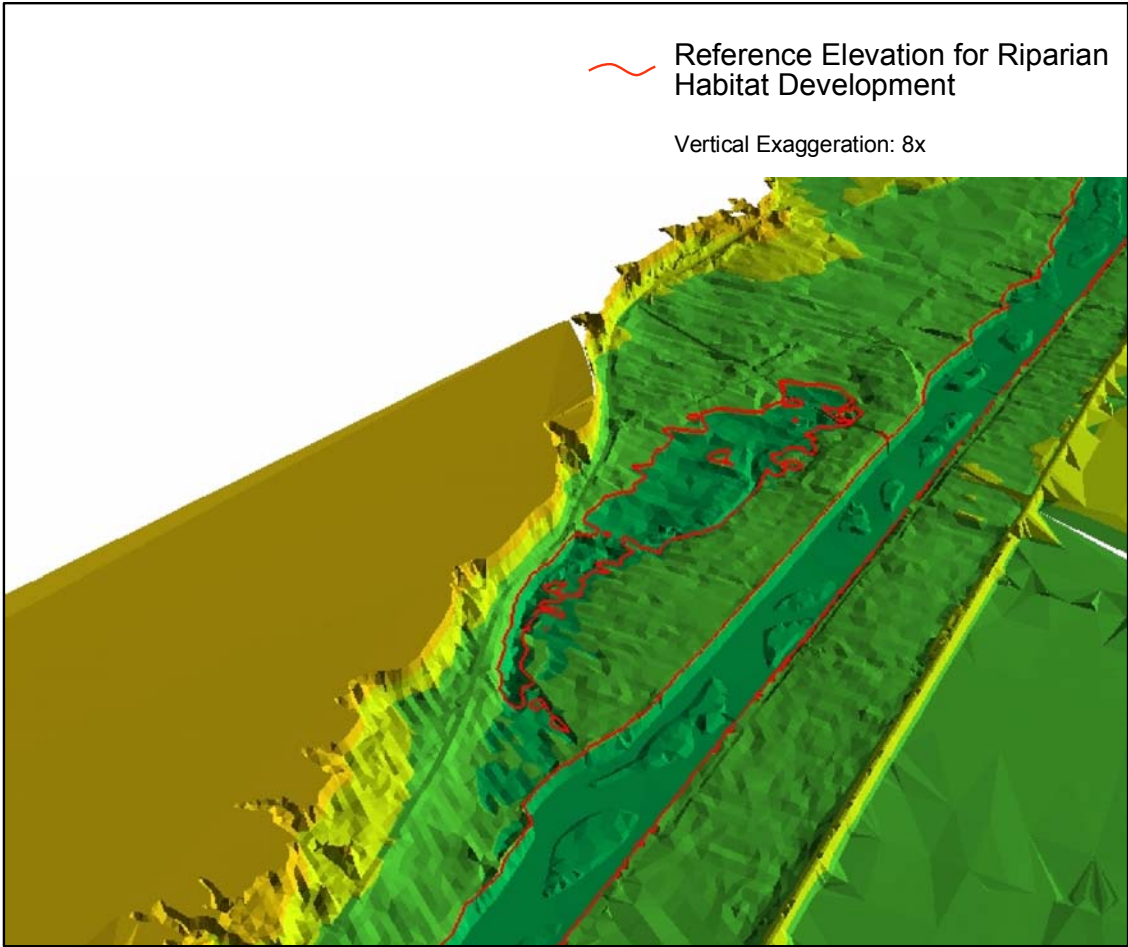 Reference Elevation for Riparian
Habitat Development
Vertical Exaggeration: 8x